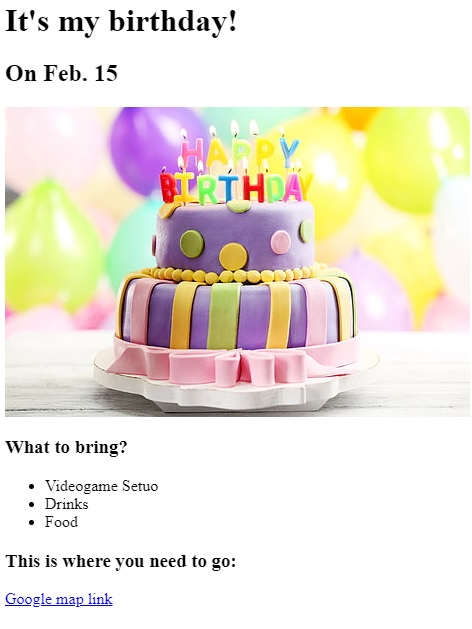 It's my birthday!
On Feb. 15
HAPPY
BIRTHDAY
What to bring?
Videogame Setuo
Drinks
Food
This is where you need to go:
Google map link